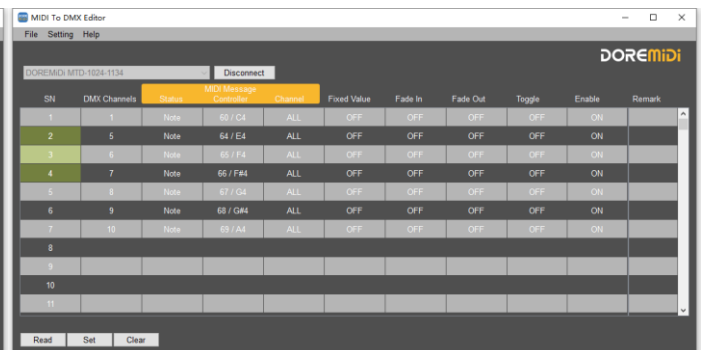 MIDI To DMX Editor
File Setting Help
DOREMiDi
DOREMiDi MTD-1024-1134 Disconnect
MIDI Message
SN DMX Channels Status Controller Channel Fixed Value Fade In Fade Out Toggle Enable Remark
1 1 Note 60 / C4 ALL OFF OFF OFF OFF ON
2 5 Note 64 / E4 ALL OFF OFF OFF OFF ON
3 6 Note 65 / F4 ALL OFF OFF OFF OFF ON
4 7 Note 66 / F#4 ALL OFF OFF OFF OFF ON
5 8 Note 67 / G4 ALL OFF OFF OFF OFF ON
6 9 Note 68 / G#4 ALL OFF OFF OFF OFF ON
7 10 Note 69 / A4 ALL OFF OFF OFF OFF ON
8
9
10
11
Read Set Clear